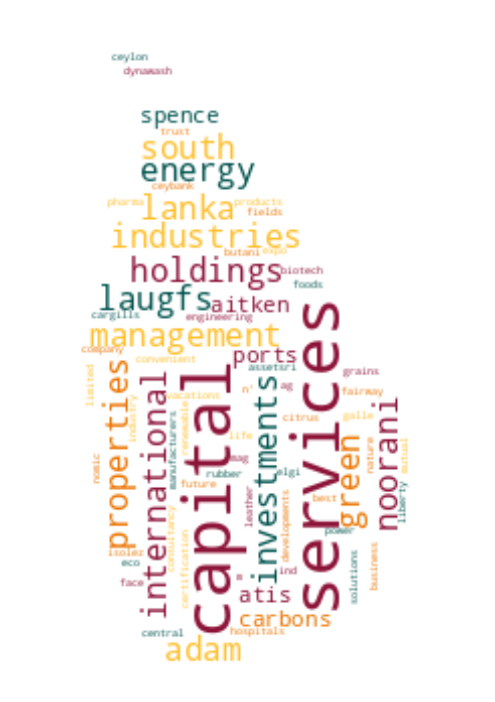 ceylon
dynawash
spence
trust
south
energy
ceybank
pharma
lanka
products
fields
industries
butani
expo
holdings
biotech
foods
laugfs
aitken
cargills
engineering
management
company
convenient
ports
assetsri
limited
properties
industry
international
manufacturers
vacations
renewable
capital
n'
ag
investments
services
grains
fairway
citrus
galle
noorani
green
nature
mutual
life
mag
rubber
elgi
future
nomic
leather
best
liberty
developments
power
consultancy
certification
isolez
eco
face
ind
solutions
business
atis
carbons
central
hospitals
adam